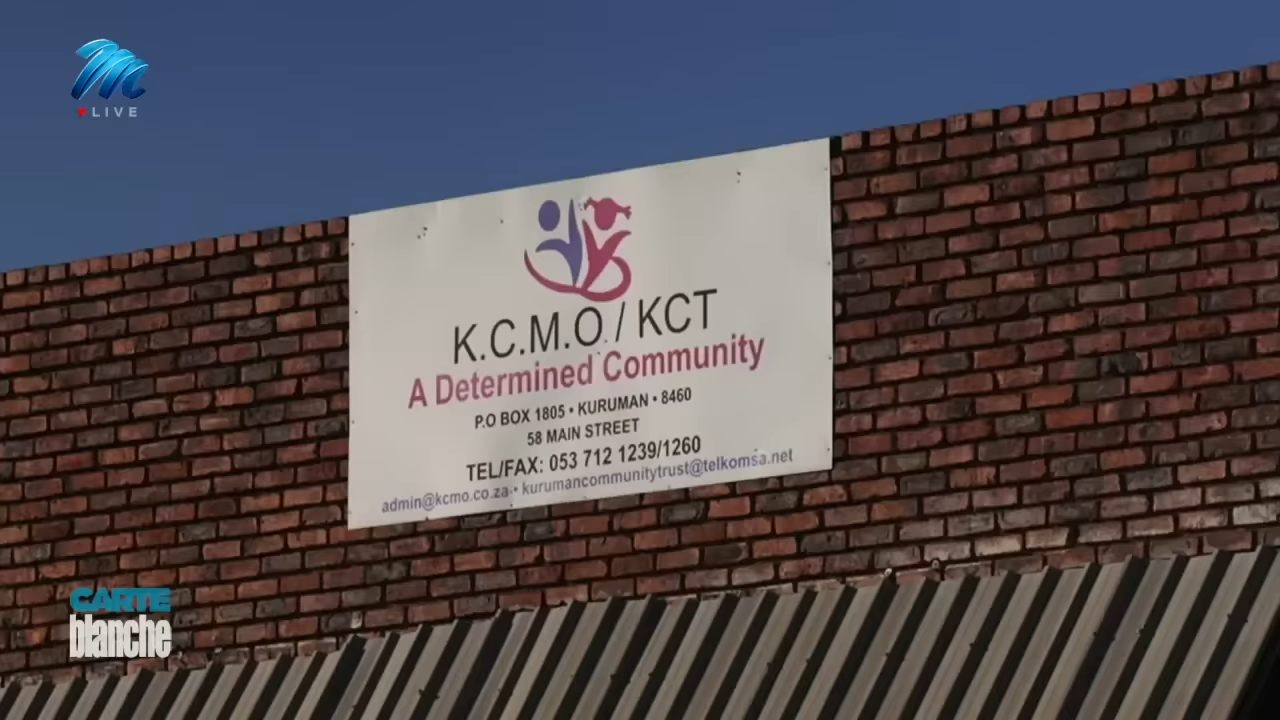 LIVE
K.C.M.O. / KCT
A Determined Community
P.O BOX 1805 • KURUMAN • 8460
58 MAIN STREET
TEL/FAX: 053 712 1239/1260
admin@kcmo.co.za • kurumancommunitytrust@telkomsa.net
CARTE
blanche